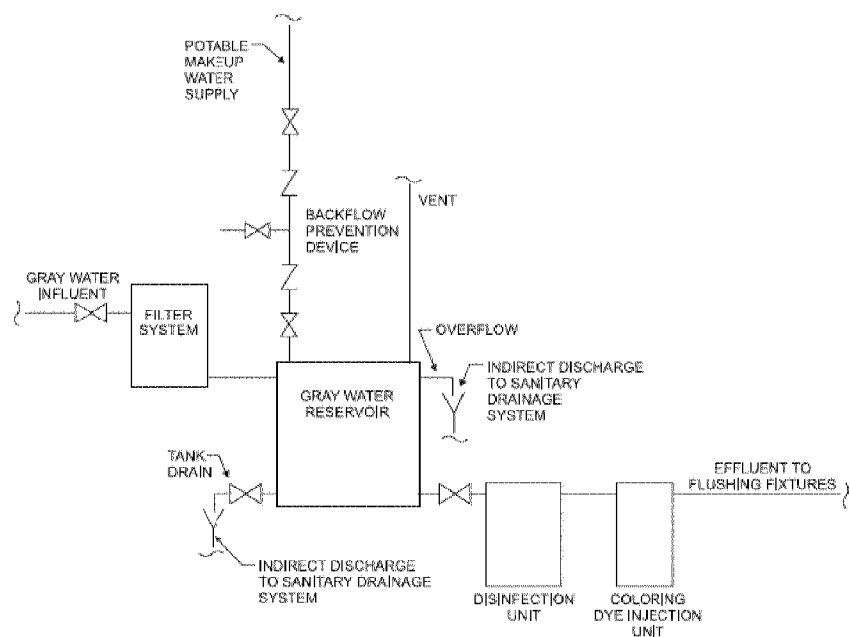 POTABLE
MAKEUP
WATER
SUPPLY
VENT
BACKFLOW
PREVENTION
DEVICE
GRAY WATER
INFLUENT
FILTER
SYSTEM
OVERFLOW
INDIRECT DISCHARGE
TO SANITARY
DRAINAGE
SYSTEM
GRAY WATER
RESERVOIR
TANK
DRAIN
EFFLUENT TO
FLUSHING FIXTURES
INDIRECT DISCHARGE
TO SANITARY DRAINAGE
SYSTEM
DISINFECTION
UNIT
COLORING
DYE INJECTION
UNIT